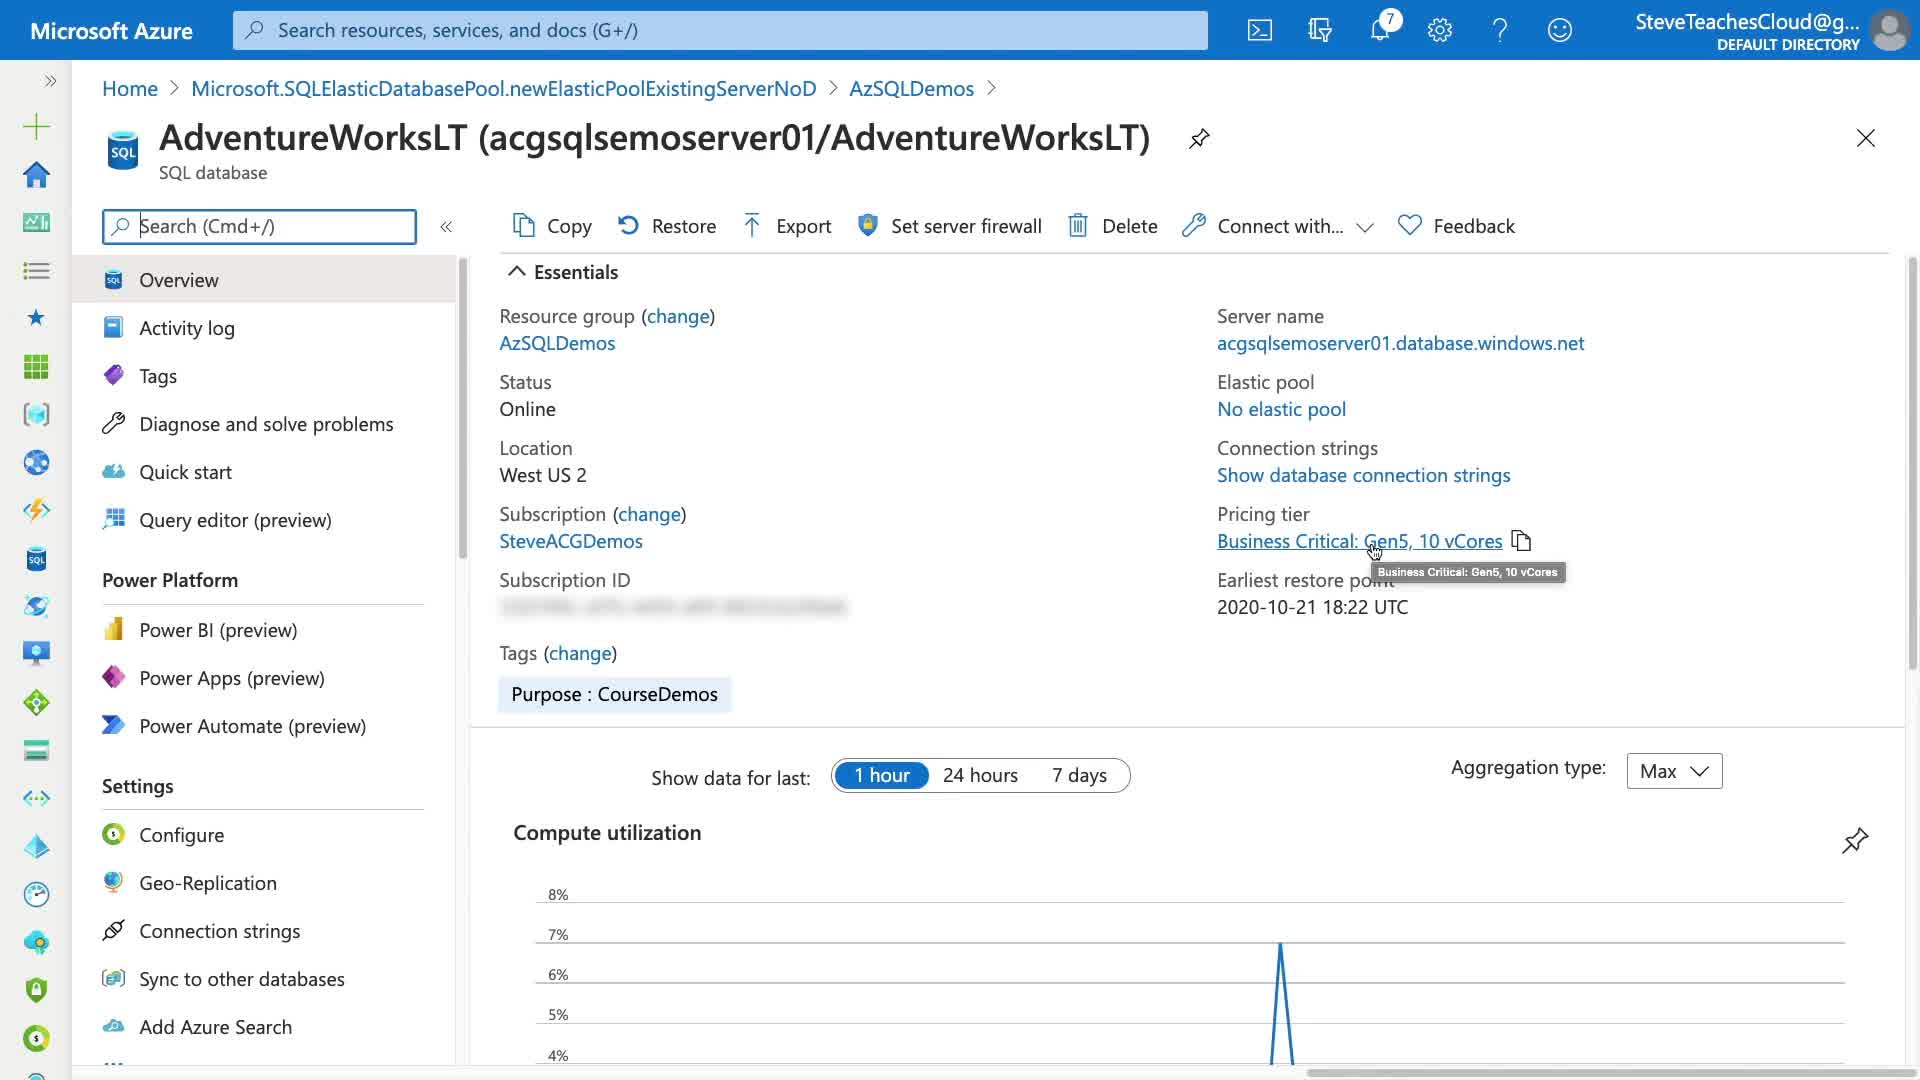 Microsoft Azure
Search resources, services, and docs (G+/)
7
SteveTeachesCloud@g...
DEFAULT DIRECTORY
Home
Microsoft.SQLElasticDatabasePool.newElasticPoolExistingServerNoD
AzSQLDemos
SQL
AdventureWorksLT (acgsqlsemoserver01/AdventureWorksLT)
SQL database
Search (Cmd+/)
Copy
Restore
Export
Set server firewall
Delete
Connect with...
Feedback
Overview
Activity log
Tags
Diagnose and solve problems
Quick start
Query editor (preview)
Power Platform
Power BI (preview)
Power Apps (preview)
Power Automate (preview)
Settings
Configure
Geo-Replication
Connection strings
Sync to other databases
Add Azure Search
Essentials
Resource group (change)
AzSQLDemos
Status
Online
Location
West US 2
Subscription (change)
SteveACGDemos
Subscription ID
Tags (change)
Purpose : CourseDemos
Server name
acgsqlsemoserver01.database.windows.net
Elastic pool
No elastic pool
Connection strings
Show database connection strings
Pricing tier
Business Critical: Gen5, 10 vCores
Business Critical: Gen5, 10 vCores
Earliest restore point
2020-10-21 18:22 UTC
Show data for last:
1 hour
24 hours
7 days
Aggregation type:
Max
Compute utilization
8%
7%
6%
5%
4%